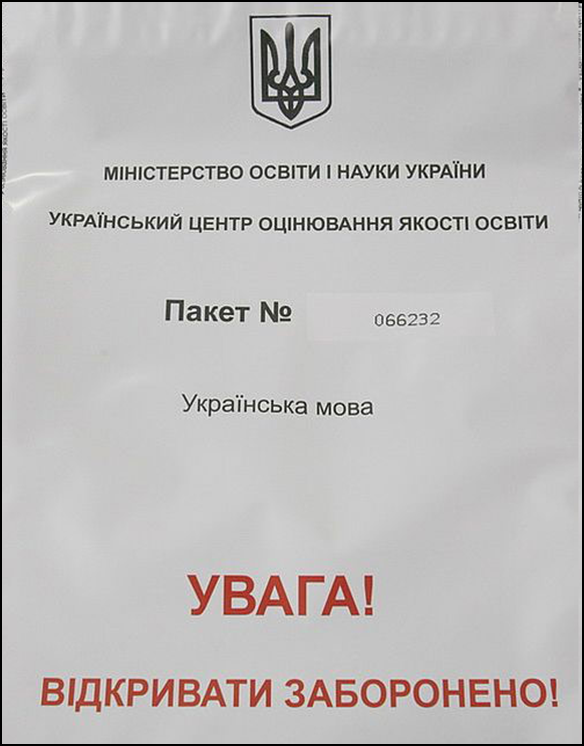 МІНІСТЕРСТВО ОСВІТИ І НАУКИ УКРАЇНИ
УКРАЇНСЬКИЙ ЦЕНТР ОЦІНЮВАННЯ ЯКОСТІ ОСВІТИ
Пакет № 066232
Українська мова
УВАГА!
ВІДКРИВАТИ ЗАБОРОНЕНО!